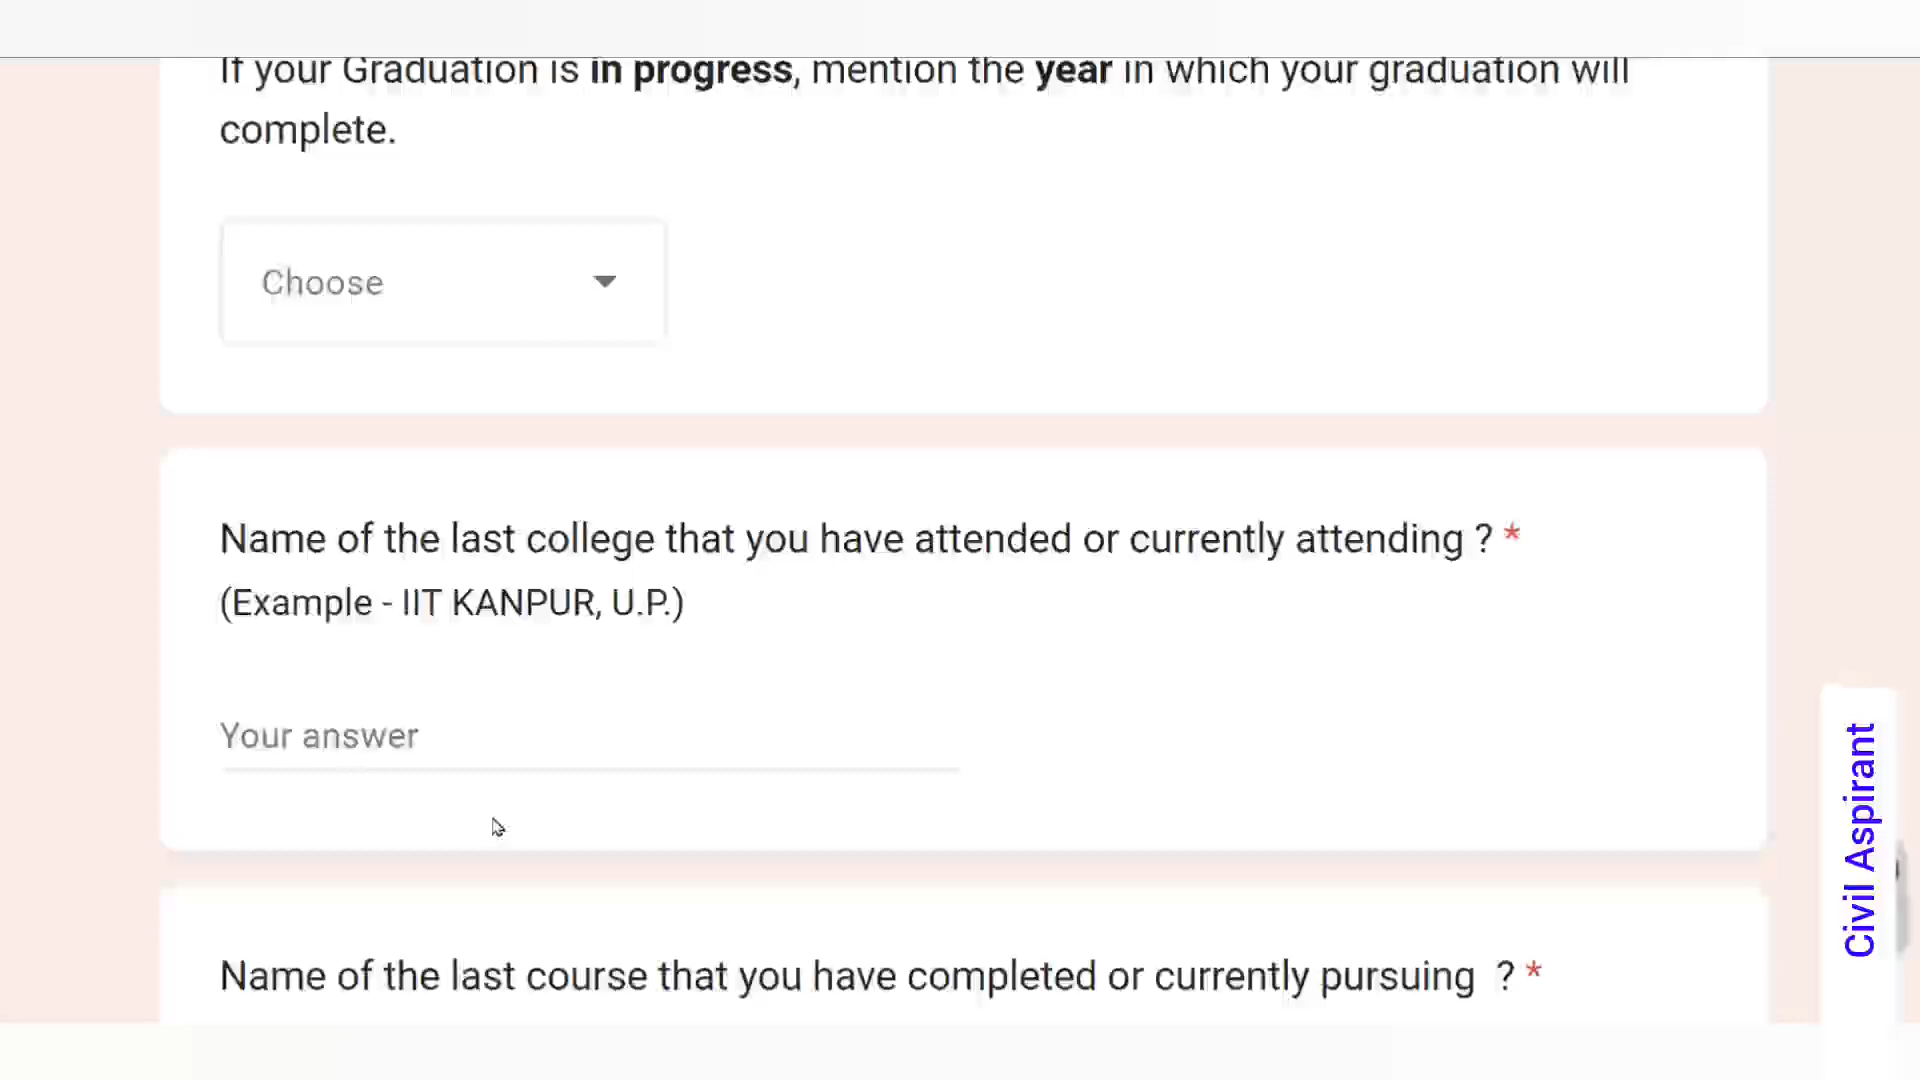 If your Graduation is in progress, mention the year in which your graduation will
complete.
Choose
Name of the last college that you have attended or currently attending ? *
(Example - IIT KANPUR, U.P.)
Your answer
Name of the last course that you have completed or currently pursuing ? *
Civil Aspirant